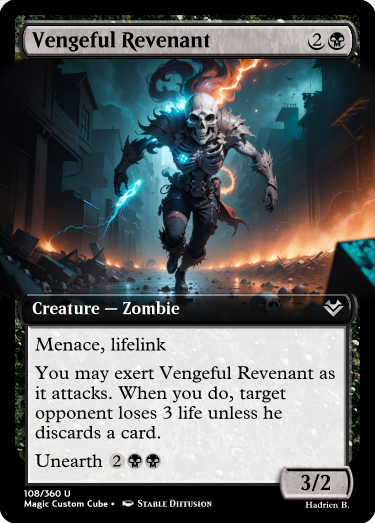 Vengeful Revenant 2
Creature — Zombie
Menace, lifelink
You may exert Vengeful Revenant as
it attacks. When you do, target
opponent loses 3 life unless he
discards a card.
Unearth 2
3/2
108/360 U
Magic Custom Cube • Stable Diffusion
Hadrien B.